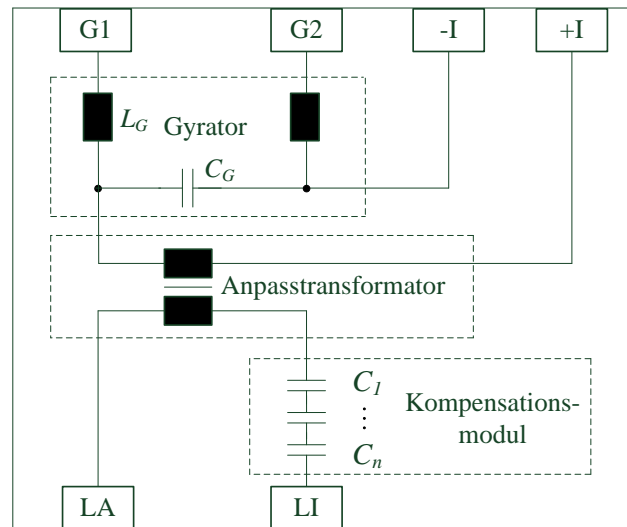 G1 G2 -I +I
L_G Gyrator
C_G
Anpasstransformator
C_1
⋮ Kompensations-
modul
C_n
LA LI